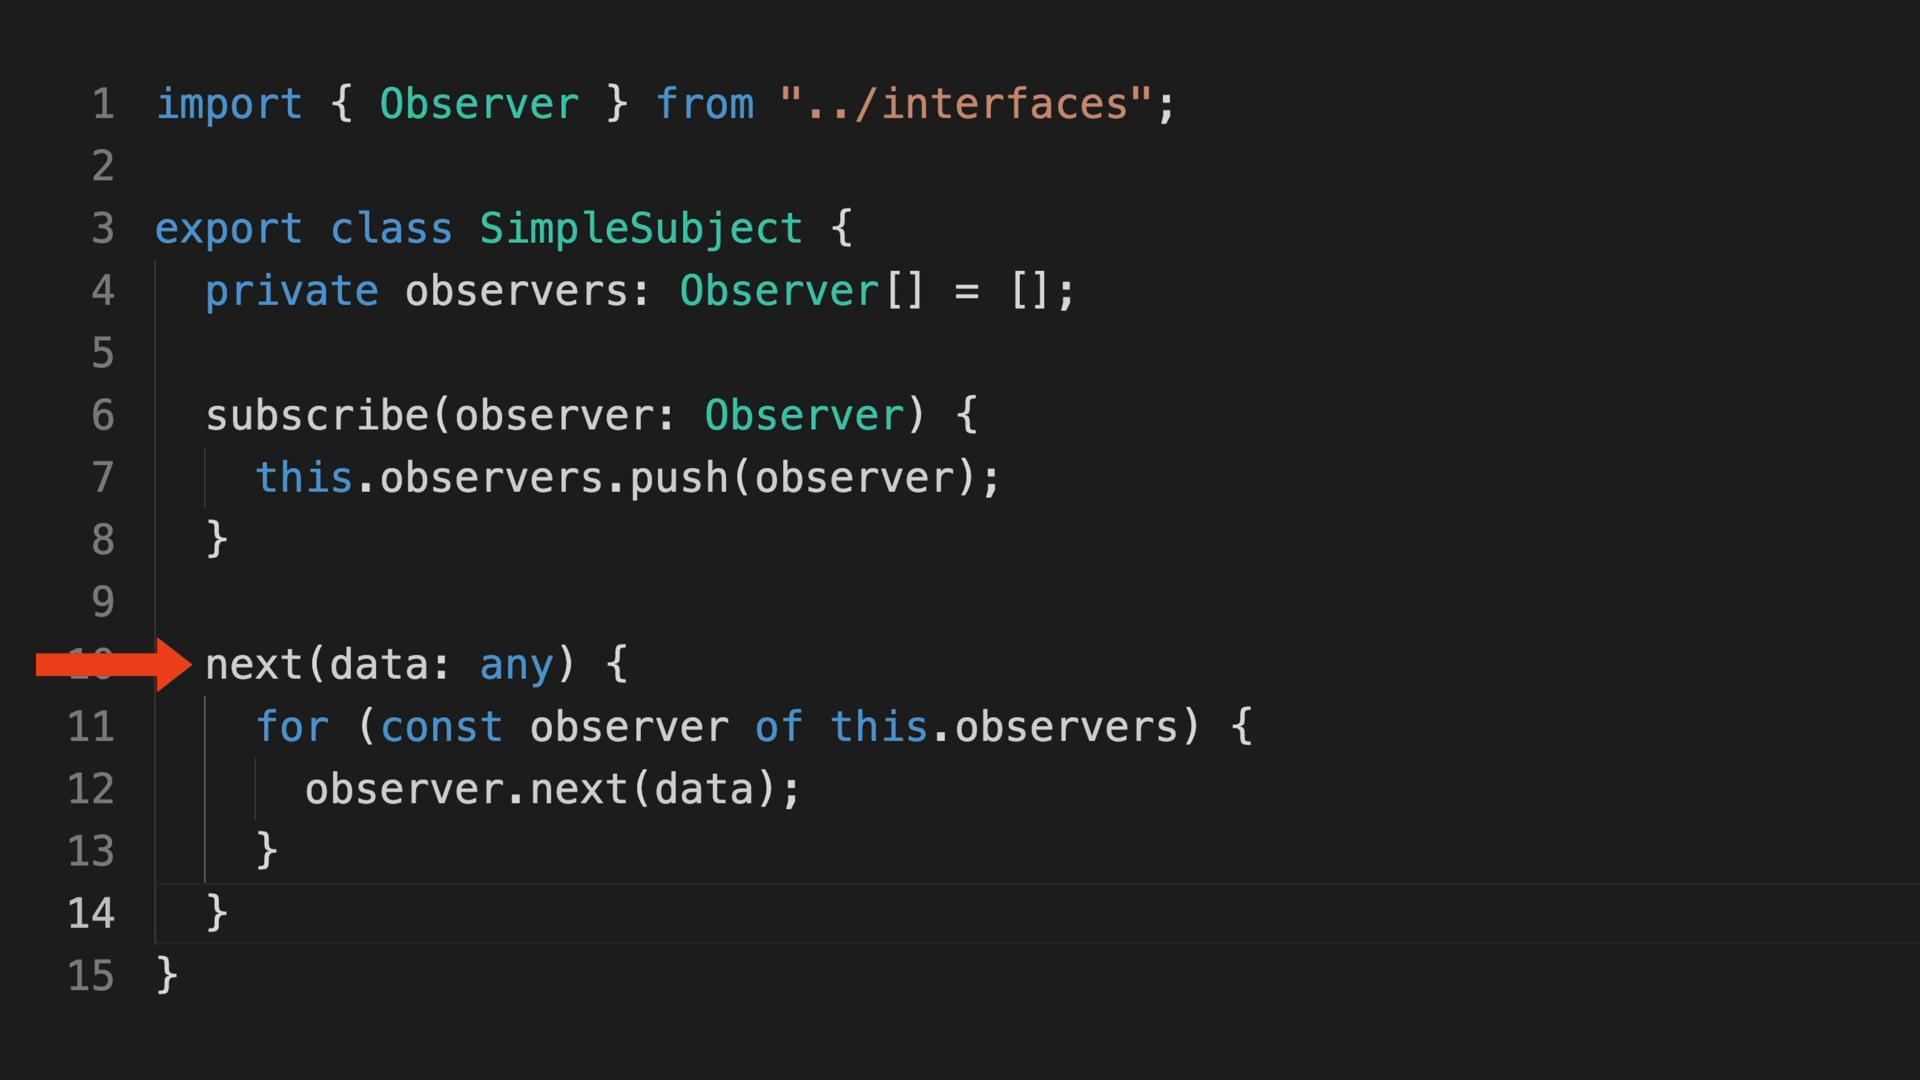 1 import { Observer } from "../interfaces";
2
3 export class SimpleSubject {
4 private observers: Observer[] = [];
5
6 subscribe(observer: Observer) {
7 this.observers.push(observer);
8 }
9
10 next(data: any) {
11 for (const observer of this.observers) {
12 observer.next(data);
13 }
14 }
15 }